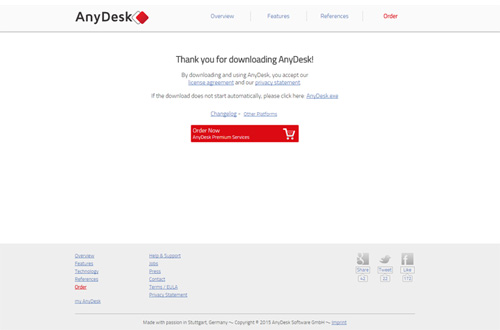 AnyDesk
Overview
Features
References
Order
Thank you for downloading AnyDesk!
By downloading and using AnyDesk, you accept our
license agreement and our privacy statement.
If the download does not start automatically, please click here: AnyDesk.exe.
Changelog - Other Platforms
Order Now
AnyDesk Premium Services
Overview
Features
Technology
References
Order
my AnyDesk
Help & Support
Jobs
Press
Contact
Terms / EULA
Privacy Statement
Share
Tweet
Like
Made with passion in Stuttgart, Germany ～ Copyright © 2015 AnyDesk Software GmbH ～ Imprint